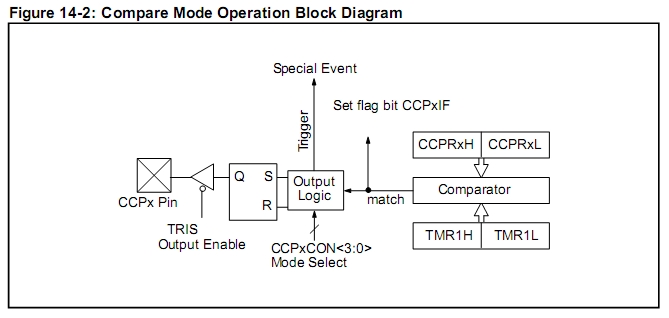 Figure 14-2: Compare Mode Operation Block Diagram
Special Event
Set flag bit CCPxIF
Trigger
CCPRxH CCPRxL
Q S Output
Logic
R
Comparator
match
CCPx Pin
TRIS
Output Enable
CCPxCON<3:0>
Mode Select
TMR1H TMR1L